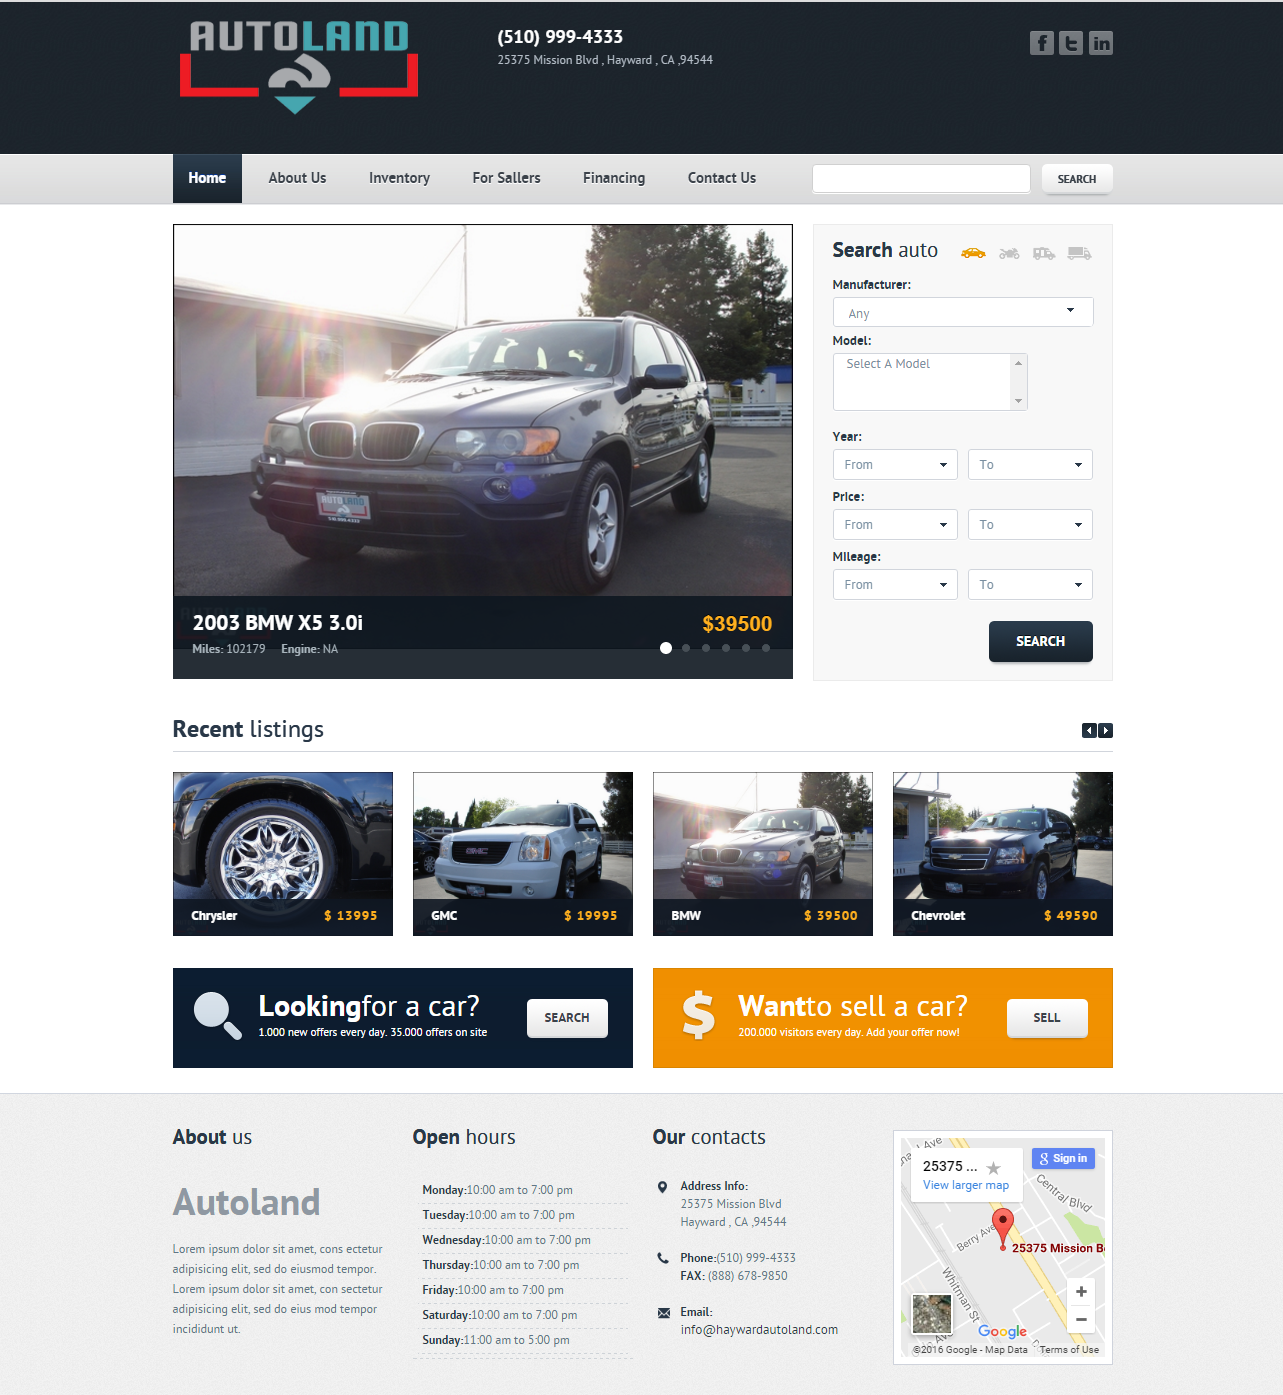 AUTOLAND
(510) 999-4333
25375 Mission Blvd , Hayward , CA ,94544
Home
About Us
Inventory
For Sallers
Financing
Contact Us
SEARCH
AUTOLAND
510.999.4333
2003 BMW X5 3.0i
$39500
Miles: 102179 Engine: NA
Search auto
Manufacturer:
Any
Model:
Select A Model
Year:
From
To
Price:
From
To
Mileage:
From
To
SEARCH
Recent listings
GMC
Chrysler
$ 13995
GMC
$ 19995
BMW
$ 39500
Chevrolet
$ 49590
Lookingfor a car?
1.000 new offers every day. 35.000 offers on site
SEARCH
$
Wantto sell a car?
200.000 visitors every day. Add your offer now!
SELL
About us
Autoland
Lorem ipsum dolor sit amet, cons ectetur
adipisicing elit, sed do eiusmod tempor.
Lorem ipsum dolor sit amet, con sectetur
adipisicing elit, sed do eius mod tempor
incididunt ut.
Open hours
Monday:10:00 am to 7:00 pm
Tuesday:10:00 am to 7:00 pm
Wednesday:10:00 am to 7:00 pm
Thursday:10:00 am to 7:00 pm
Friday:10:00 am to 7:00 pm
Saturday:10:00 am to 7:00 pm
Sunday:11:00 am to 5:00 pm
Our contacts
Address Info:
25375 Mission Blvd
Hayward , CA ,94544
Phone:(510) 999-4333
FAX: (888) 678-9850
Email:
info@haywardautoland.com
Ave
25375 ...
View larger map
Sign in
Central Blvd
Berry Ave
25375 Mission B
Whitman St
Google
©2016 Google - Map Data
Terms of Use